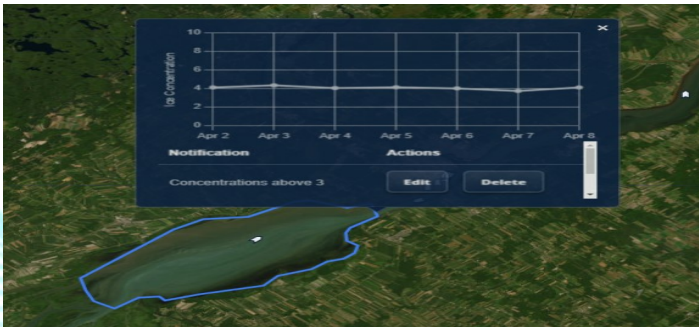 ×
10
8
6
4
2
0
Ice Concentration
Apr 2 Apr 3 Apr 4 Apr 5 Apr 6 Apr 7 Apr 8
Notification Actions
Concentrations above 3 Edit Delete